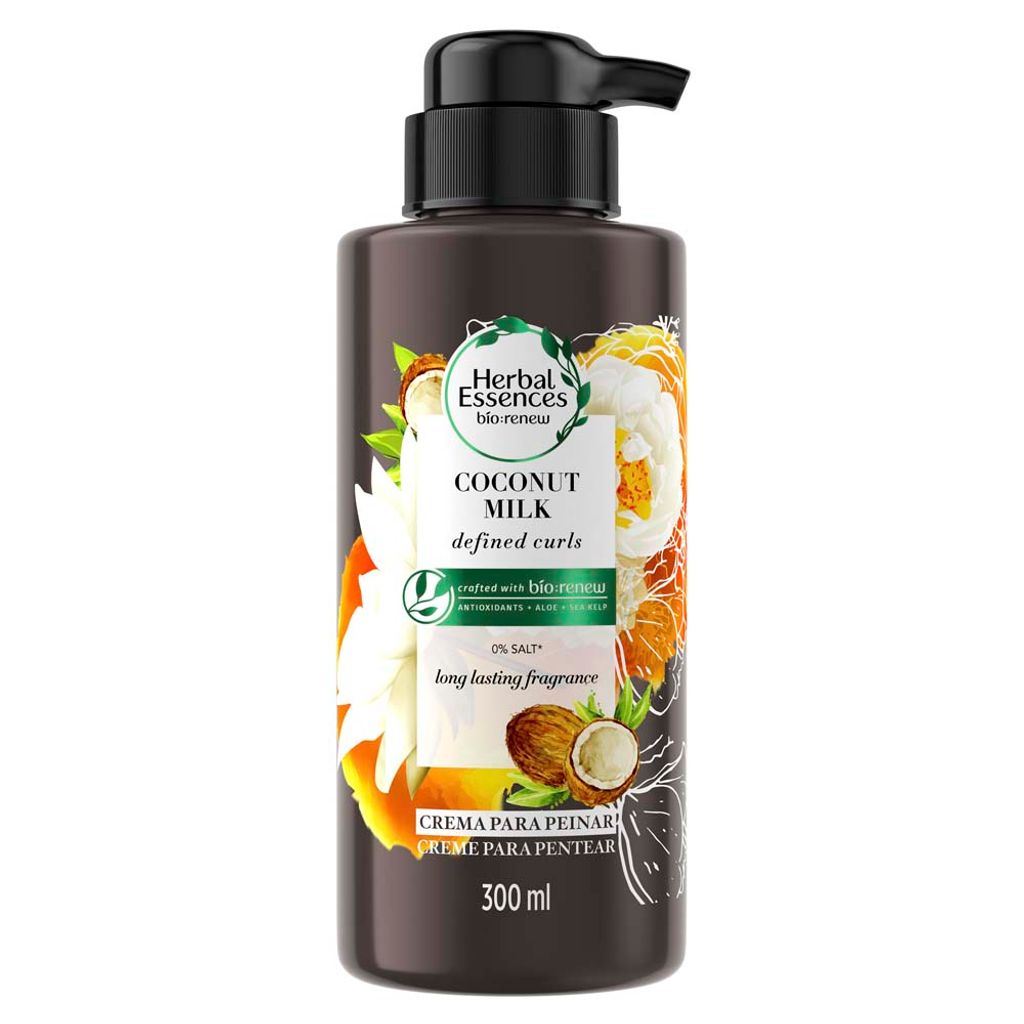 Herbal
Essences
bío:renew
COCONUT
MILK
defined curls
crafted with bío:renew
ANTIOXIDANTS + ALOE + SEA KELP
0% SALT*
long lasting fragrance
CREMA PARA PEINAR
CREME PARA PENTEAR
300 ml